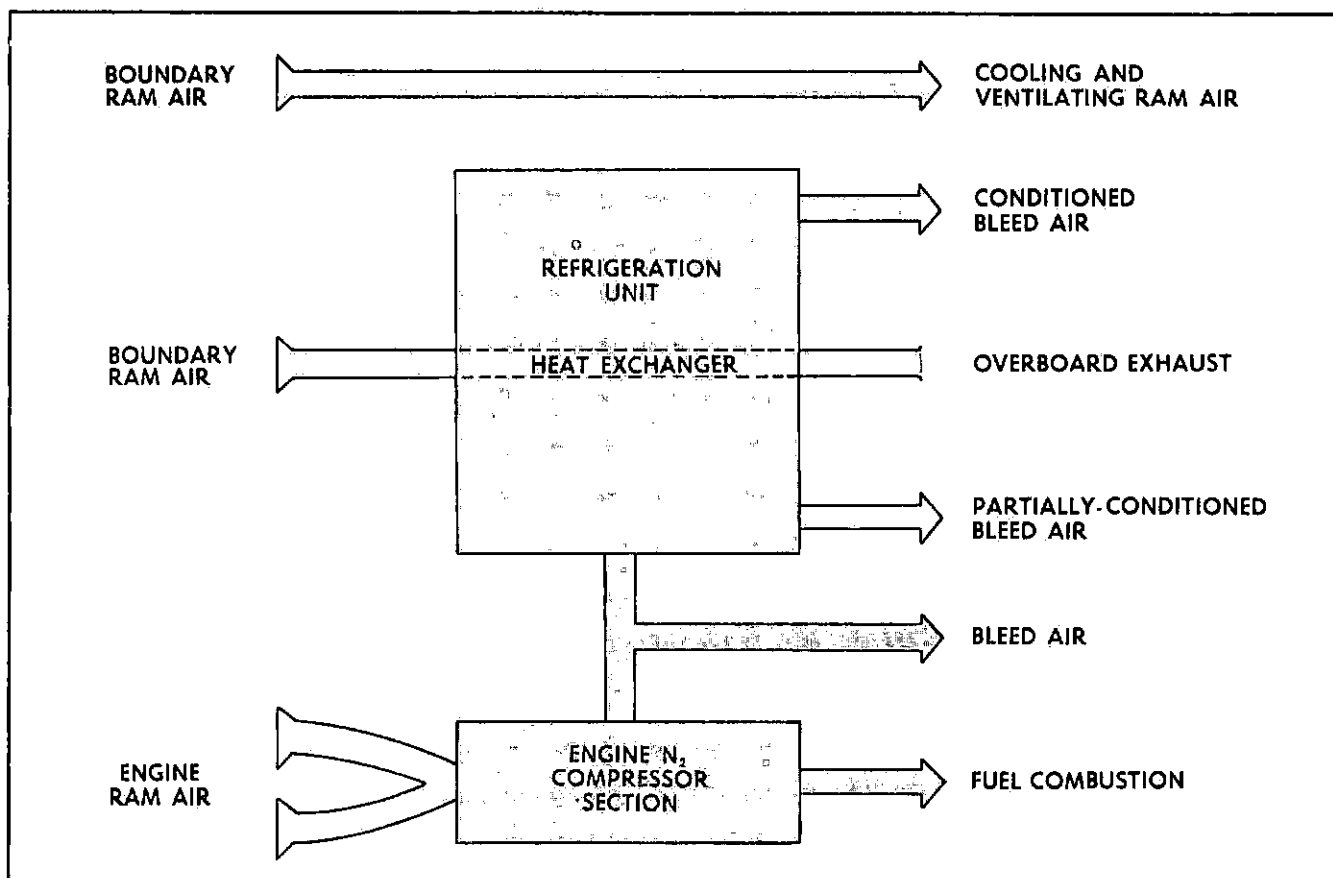 BOUNDARY
RAM AIR
COOLING AND
VENTILATING RAM AIR
CONDITIONED
BLEED AIR
REFRIGERATION
UNIT
BOUNDARY
RAM AIR
HEAT EXCHANGER
OVERBOARD EXHAUST
PARTIALLY-CONDITIONED
BLEED AIR
BLEED AIR
ENGINE
RAM AIR
ENGINE N₂
COMPRESSOR
SECTION
FUEL COMBUSTION